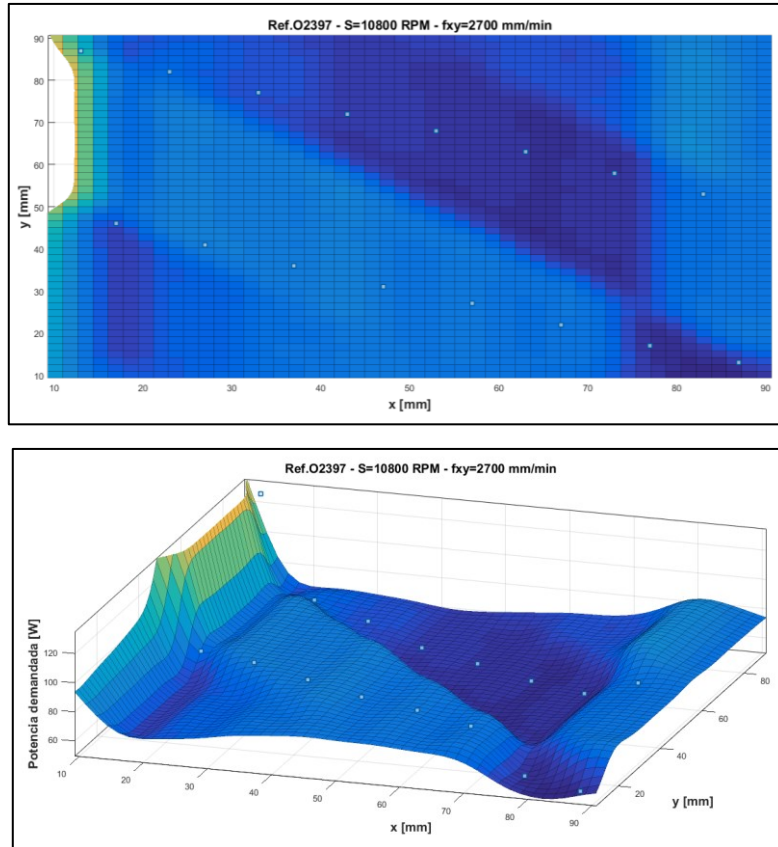 Ref.O2397 - S=10800 RPM - fxy=2700 mm/min
90
80
70
60
50
40
30
20
10
y [mm]
10 20 30 40 50 60 70 80 90
x [mm]
Ref.O2397 - S=10800 RPM - fxy=2700 mm/min
120
100
80
60
Potencia demandada [W]
10 20 30 40 50 60 70 80 90
x [mm]
20 40 60 80
y [mm]